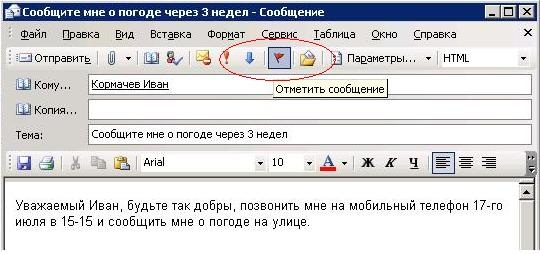 Сообщите мне о погоде через 3 недел - Сообщение
Файл Правка Вид Вставка Формат Сервис Таблица Окно Справка
Отправить Параметры... HTML
Кому... Кормачев Иван
Отметить сообщение
Копия...
Тема: Сообщите мне о погоде через 3 недел
Arial 10 A Ж К Ч
Уважаемый Иван, будьте так добры, позвонить мне на мобильный телефон 17-го
июля в 15-15 и сообщить мне о погоде на улице.